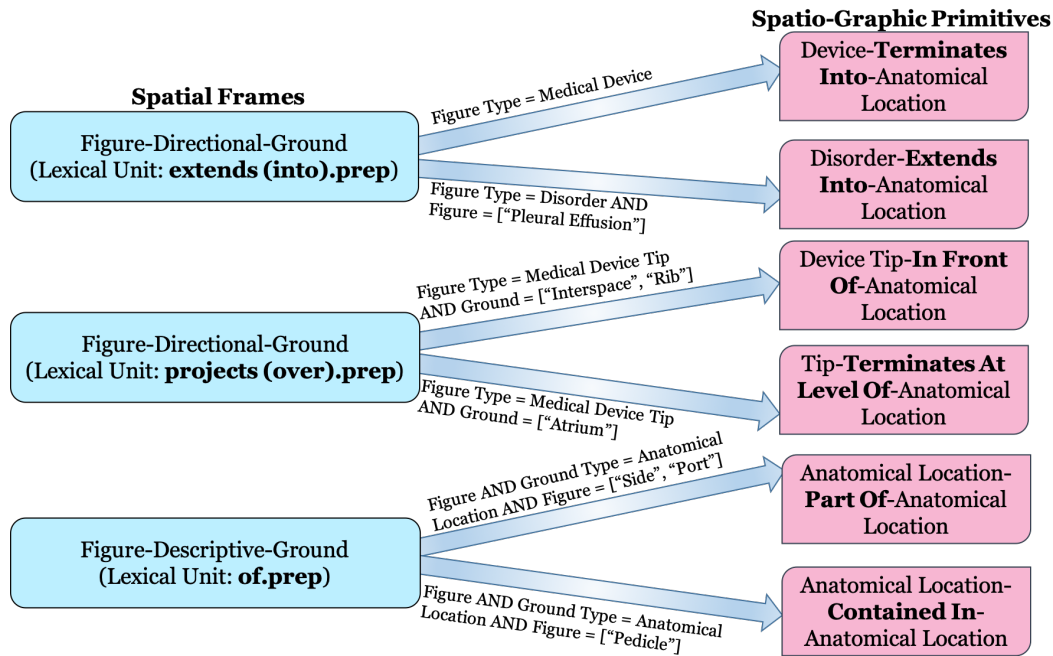 Spatio-Graphic Primitives
Spatial Frames
Figure-Directional-Ground
(Lexical Unit: extends (into).prep)
Figure Type = Medical Device
Device-Terminates
Into-Anatomical
Location
Figure Type = Disorder AND
Figure = [“Pleural Effusion”]
Disorder-Extends
Into-Anatomical
Location
Figure-Directional-Ground
(Lexical Unit: projects (over).prep)
Figure Type = Medical Device Tip
AND Ground = [“Interspace”, “Rib”]
Device Tip-In Front
Of-Anatomical
Location
Figure Type = Medical Device Tip
AND Ground = [“Atrium”]
Tip-Terminates At
Level Of-Anatomical
Location
Figure-Descriptive-Ground
(Lexical Unit: of.prep)
Figure AND Ground Type = Anatomical
Location AND Figure = [“Side”, “Port”]
Anatomical Location-
Part Of-Anatomical
Location
Figure AND Ground Type = Anatomical
Location AND Figure = [“Pedicle”]
Anatomical Location-
Contained In-
Anatomical Location